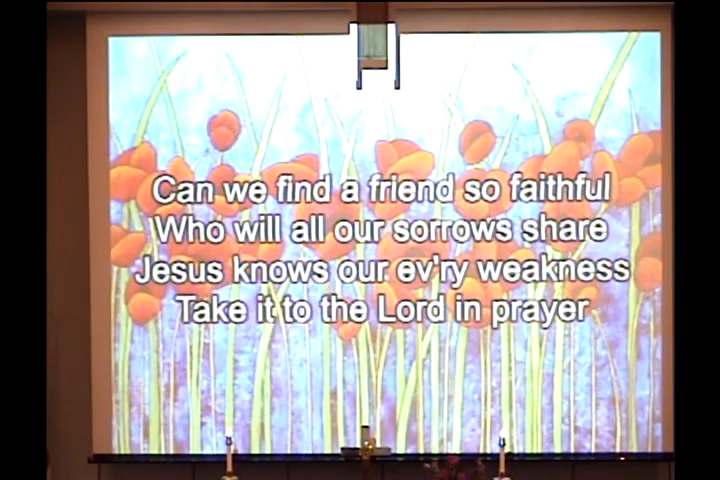 Can we find a friend so faithful
Who will all our sorrows share
Jesus knows our ev'ry weakness
Take it to the Lord in prayer